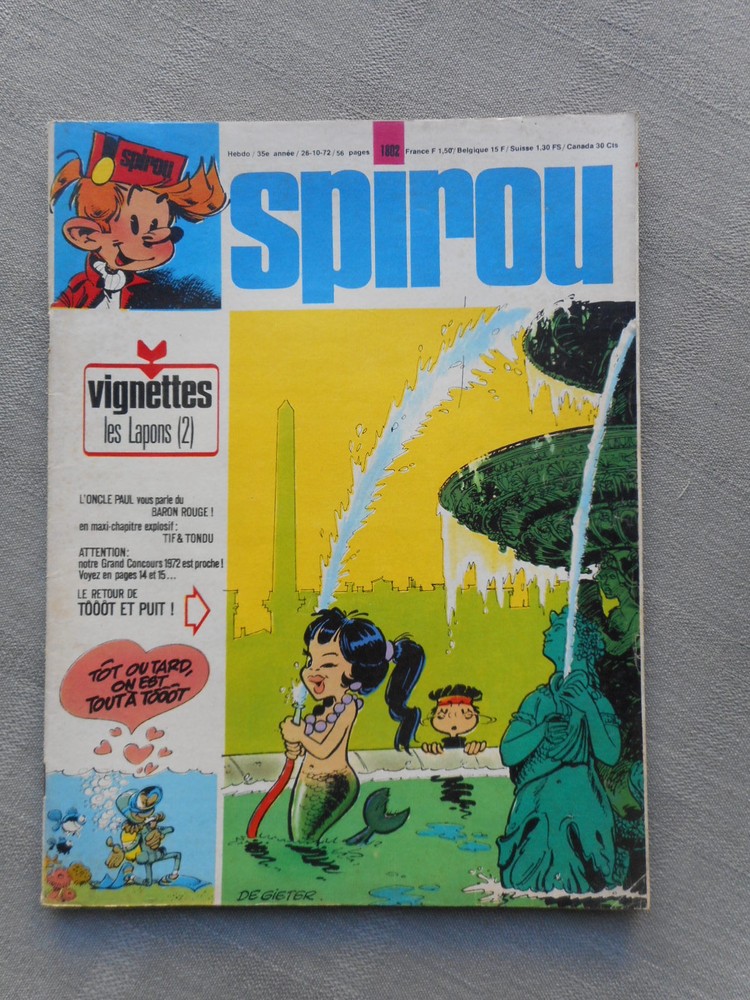 Hebdo / 35e année / 26-10-72 / 56 pages 1802 France F 1,50 / Belgique 15 F / Suisse 1.30 FS / Canada 30 Cts
spirou
spirou
vignettes
les Lapons (2)
L'ONCLE PAUL vous parle du
BARON ROUGE !
en maxi-chapitre explosif :
TIF & TONDU
ATTENTION :
notre Grand Concours 1972 est proche !
Voyez en pages 14 et 15...
LE RETOUR DE
TÔÔÔT ET PUIT !
TÔT OU TARD,
ON EST
TOUT À TÔÔÔT
DE GIETER